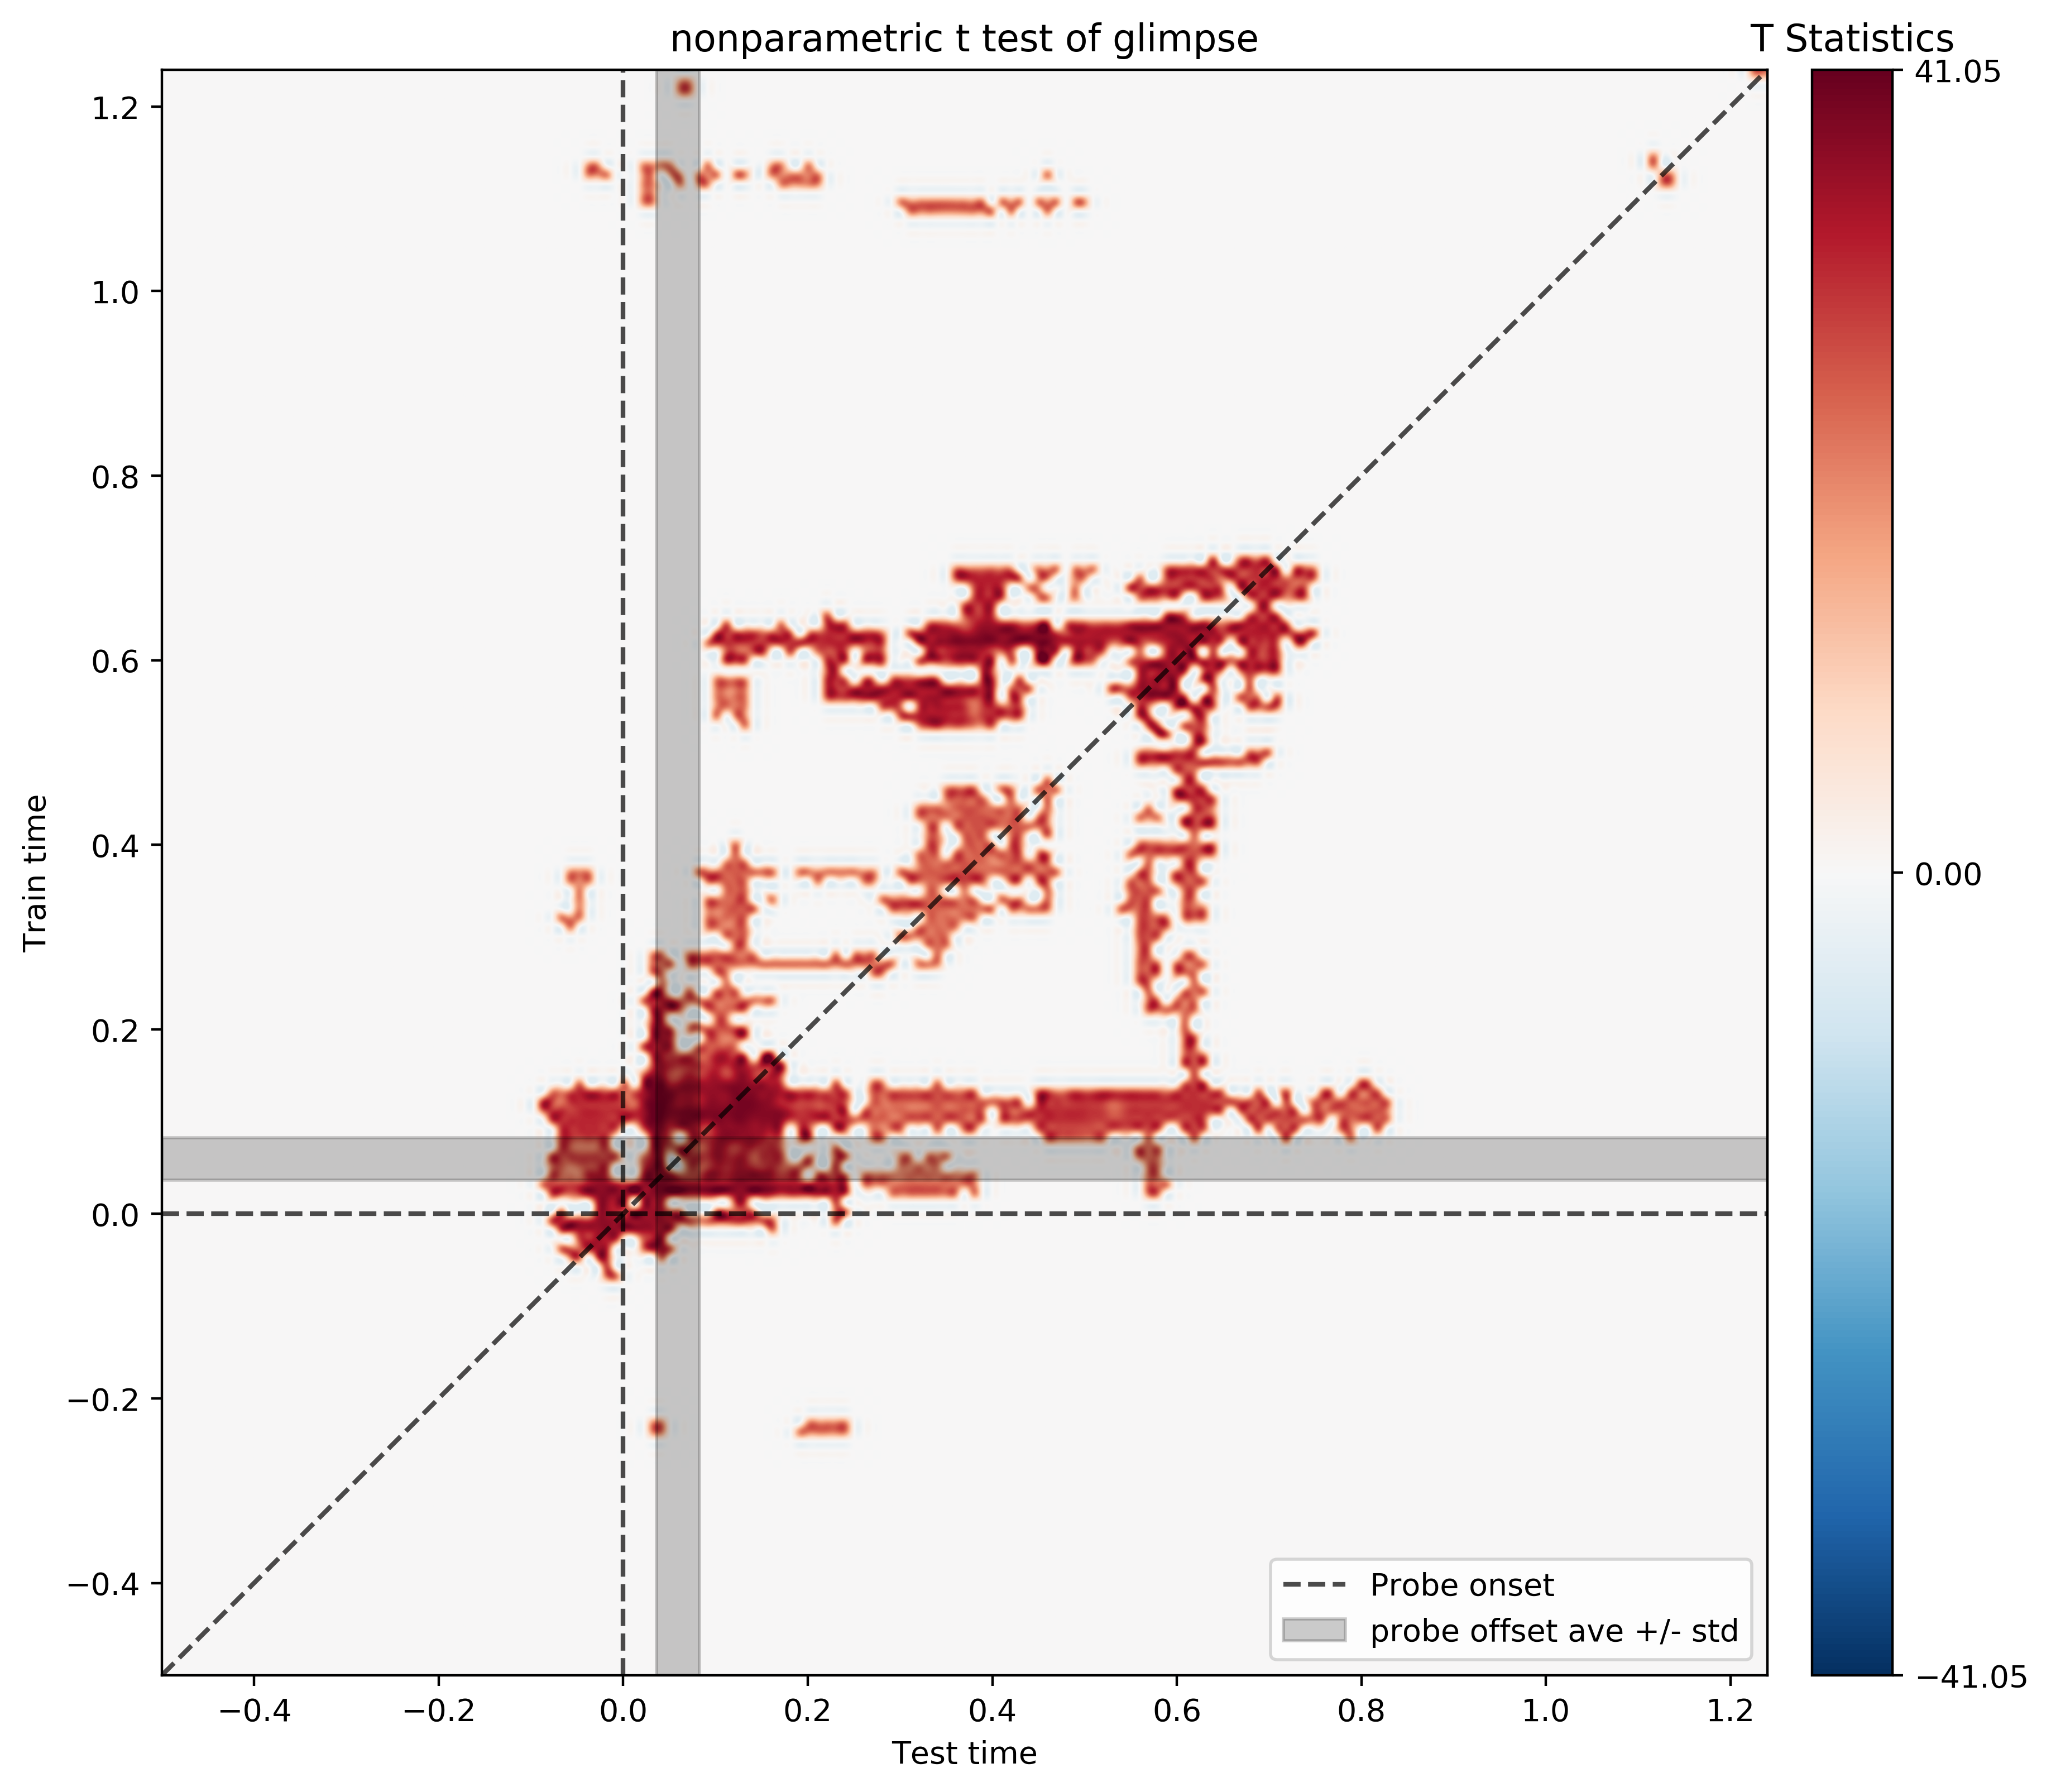 nonparametric t test of glimpse
T Statistics
41.05
0.00
−41.05
1.2
1.0
0.8
0.6
0.4
0.2
0.0
−0.2
−0.4
Train time
−0.4 −0.2 0.0 0.2 0.4 0.6 0.8 1.0 1.2
Test time
Probe onset
probe offset ave +/- std